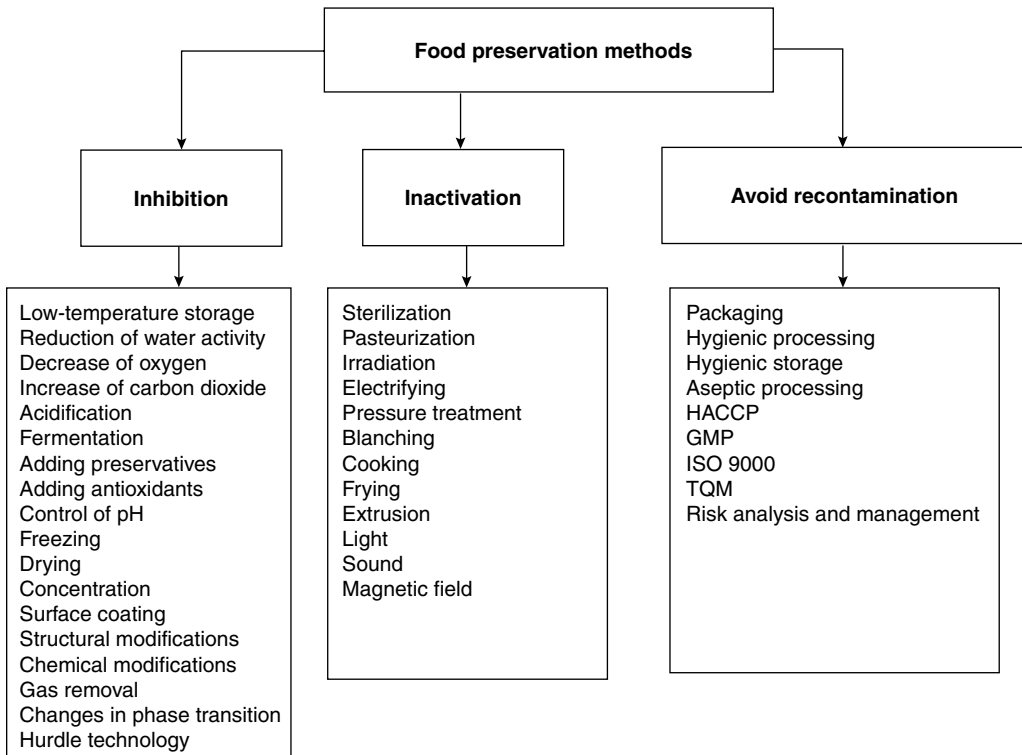 Food preservation methods
Inhibition
Inactivation
Avoid recontamination
Low-temperature storage
Reduction of water activity
Decrease of oxygen
Increase of carbon dioxide
Acidification
Fermentation
Adding preservatives
Adding antioxidants
Control of pH
Freezing
Drying
Concentration
Surface coating
Structural modifications
Chemical modifications
Gas removal
Changes in phase transition
Hurdle technology
Sterilization
Pasteurization
Irradiation
Electrifying
Pressure treatment
Blanching
Cooking
Frying
Extrusion
Light
Sound
Magnetic field
Packaging
Hygienic processing
Hygienic storage
Aseptic processing
HACCP
GMP
ISO 9000
TQM
Risk analysis and management